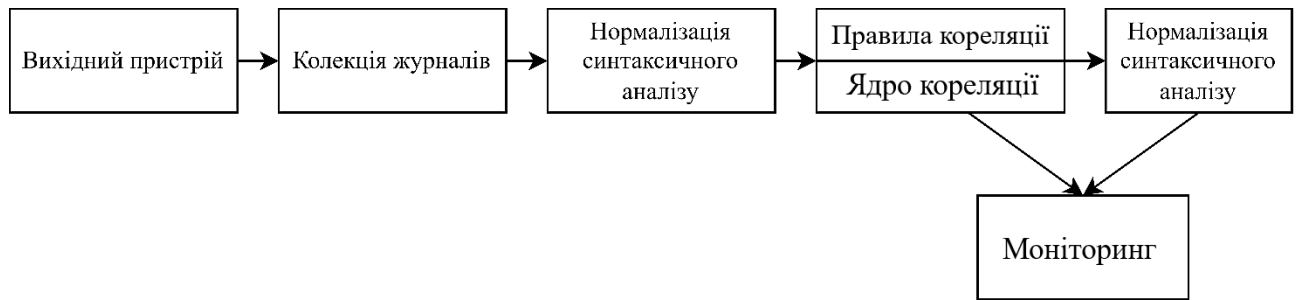 Вихідний пристрій
Колекція журналів
Нормалізація
синтаксичного
аналізу
Правила кореляції
Ядро кореляції
Нормалізація
синтаксичного
аналізу
Моніторинг